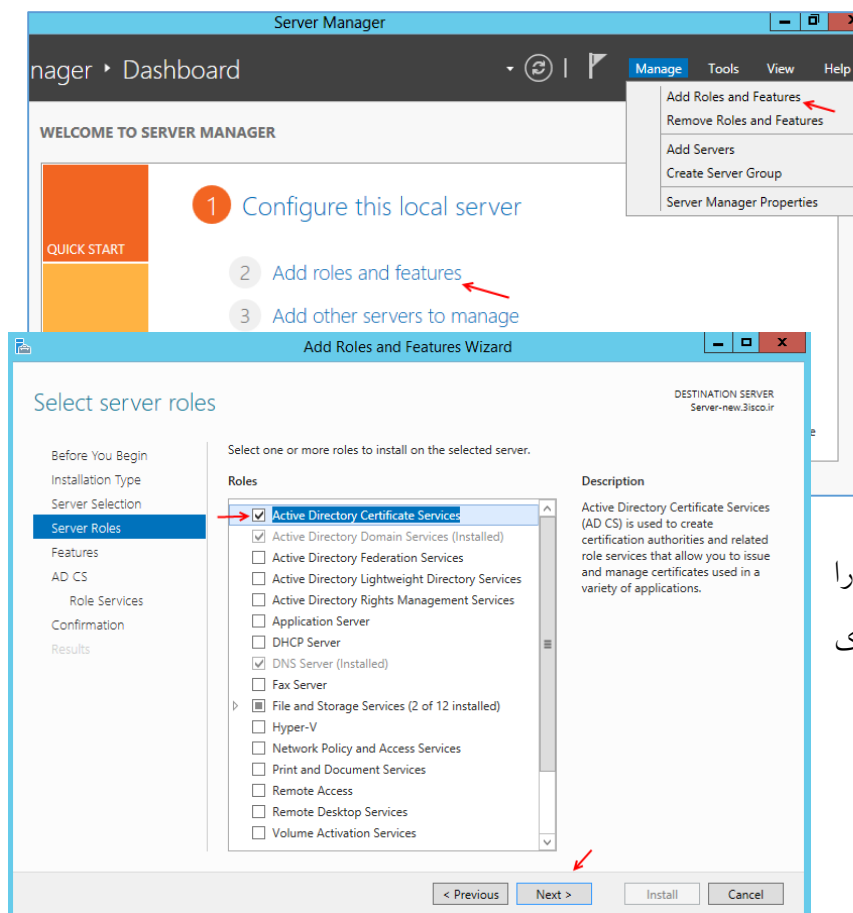 Server Manager
nager • Dashboard
Manage Tools View Help
Add Roles and Features
Remove Roles and Features
Add Servers
Create Server Group
Server Manager Properties
WELCOME TO SERVER MANAGER
QUICK START
1 Configure this local server
2 Add roles and features
3 Add other servers to manage
Add Roles and Features Wizard
Select server roles
DESTINATION SERVER
Server-new.3isco.ir
Before You Begin
Installation Type
Server Selection
Server Roles
Features
AD CS
Role Services
Confirmation
Results
Select one or more roles to install on the selected server.
Roles
Active Directory Certificate Services
Active Directory Domain Services (Installed)
Active Directory Federation Services
Active Directory Lightweight Directory Services
Active Directory Rights Management Services
Application Server
DHCP Server
DNS Server (Installed)
Fax Server
File and Storage Services (2 of 12 installed)
Hyper-V
Network Policy and Access Services
Print and Document Services
Remote Access
Remote Desktop Services
Volume Activation Services
Description
Active Directory Certificate Services
(AD CS) is used to create
certification authorities and related
role services that allow you to issue
and manage certificates used in a
variety of applications.
را
ی
< Previous Next > Install Cancel